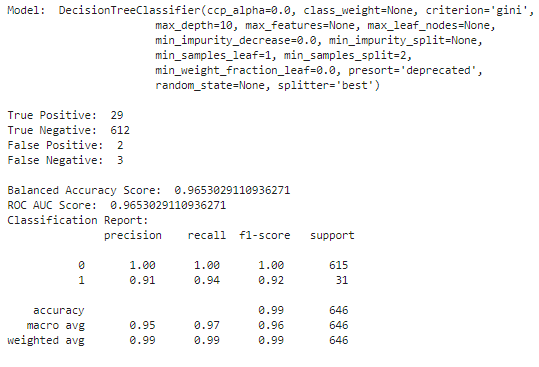 Model:  DecisionTreeClassifier(ccp_alpha=0.0, class_weight=None, criterion='gini',
max_depth=10, max_features=None, max_leaf_nodes=None,
min_impurity_decrease=0.0, min_impurity_split=None,
min_samples_leaf=1, min_samples_split=2,
min_weight_fraction_leaf=0.0, presort='deprecated',
random_state=None, splitter='best')
True Positive:  29
True Negative:  612
False Positive:  2
False Negative:  3
Balanced Accuracy Score:  0.9653029110936271
ROC AUC Score:  0.9653029110936271
Classification Report:
precision    recall  f1-score   support
0       1.00      1.00      1.00       615
1       0.91      0.94      0.92        31
accuracy                           0.99       646
macro avg       0.95      0.97      0.96       646
weighted avg       0.99      0.99      0.99       646